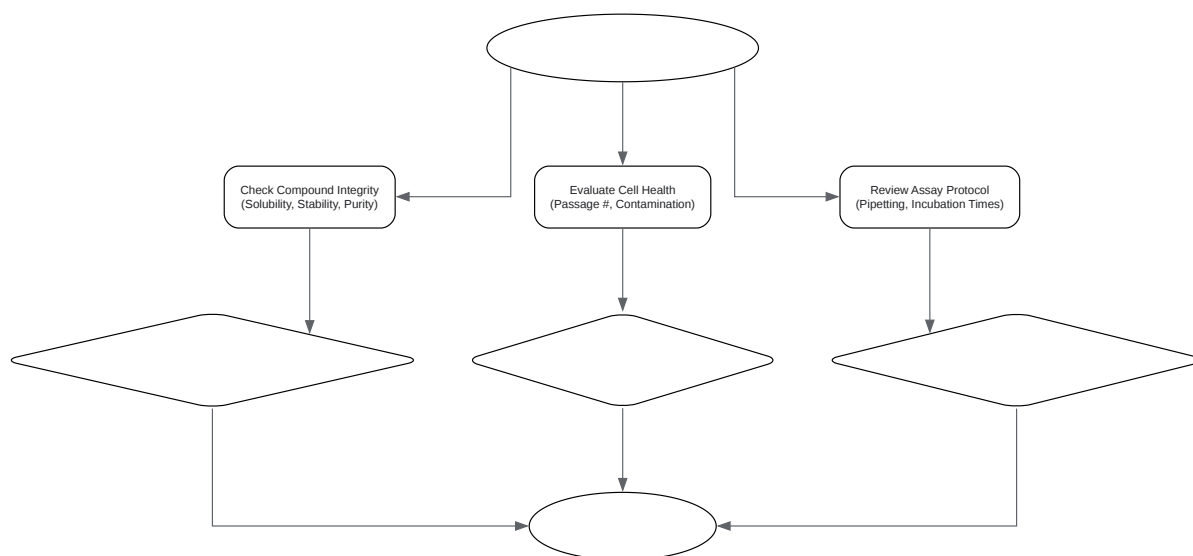 Check Compound Integrity
(Solubility, Stability, Purity)
Evaluate Cell Health
(Passage #, Contamination)
Review Assay Protocol
(Pipetting, Incubation Times)